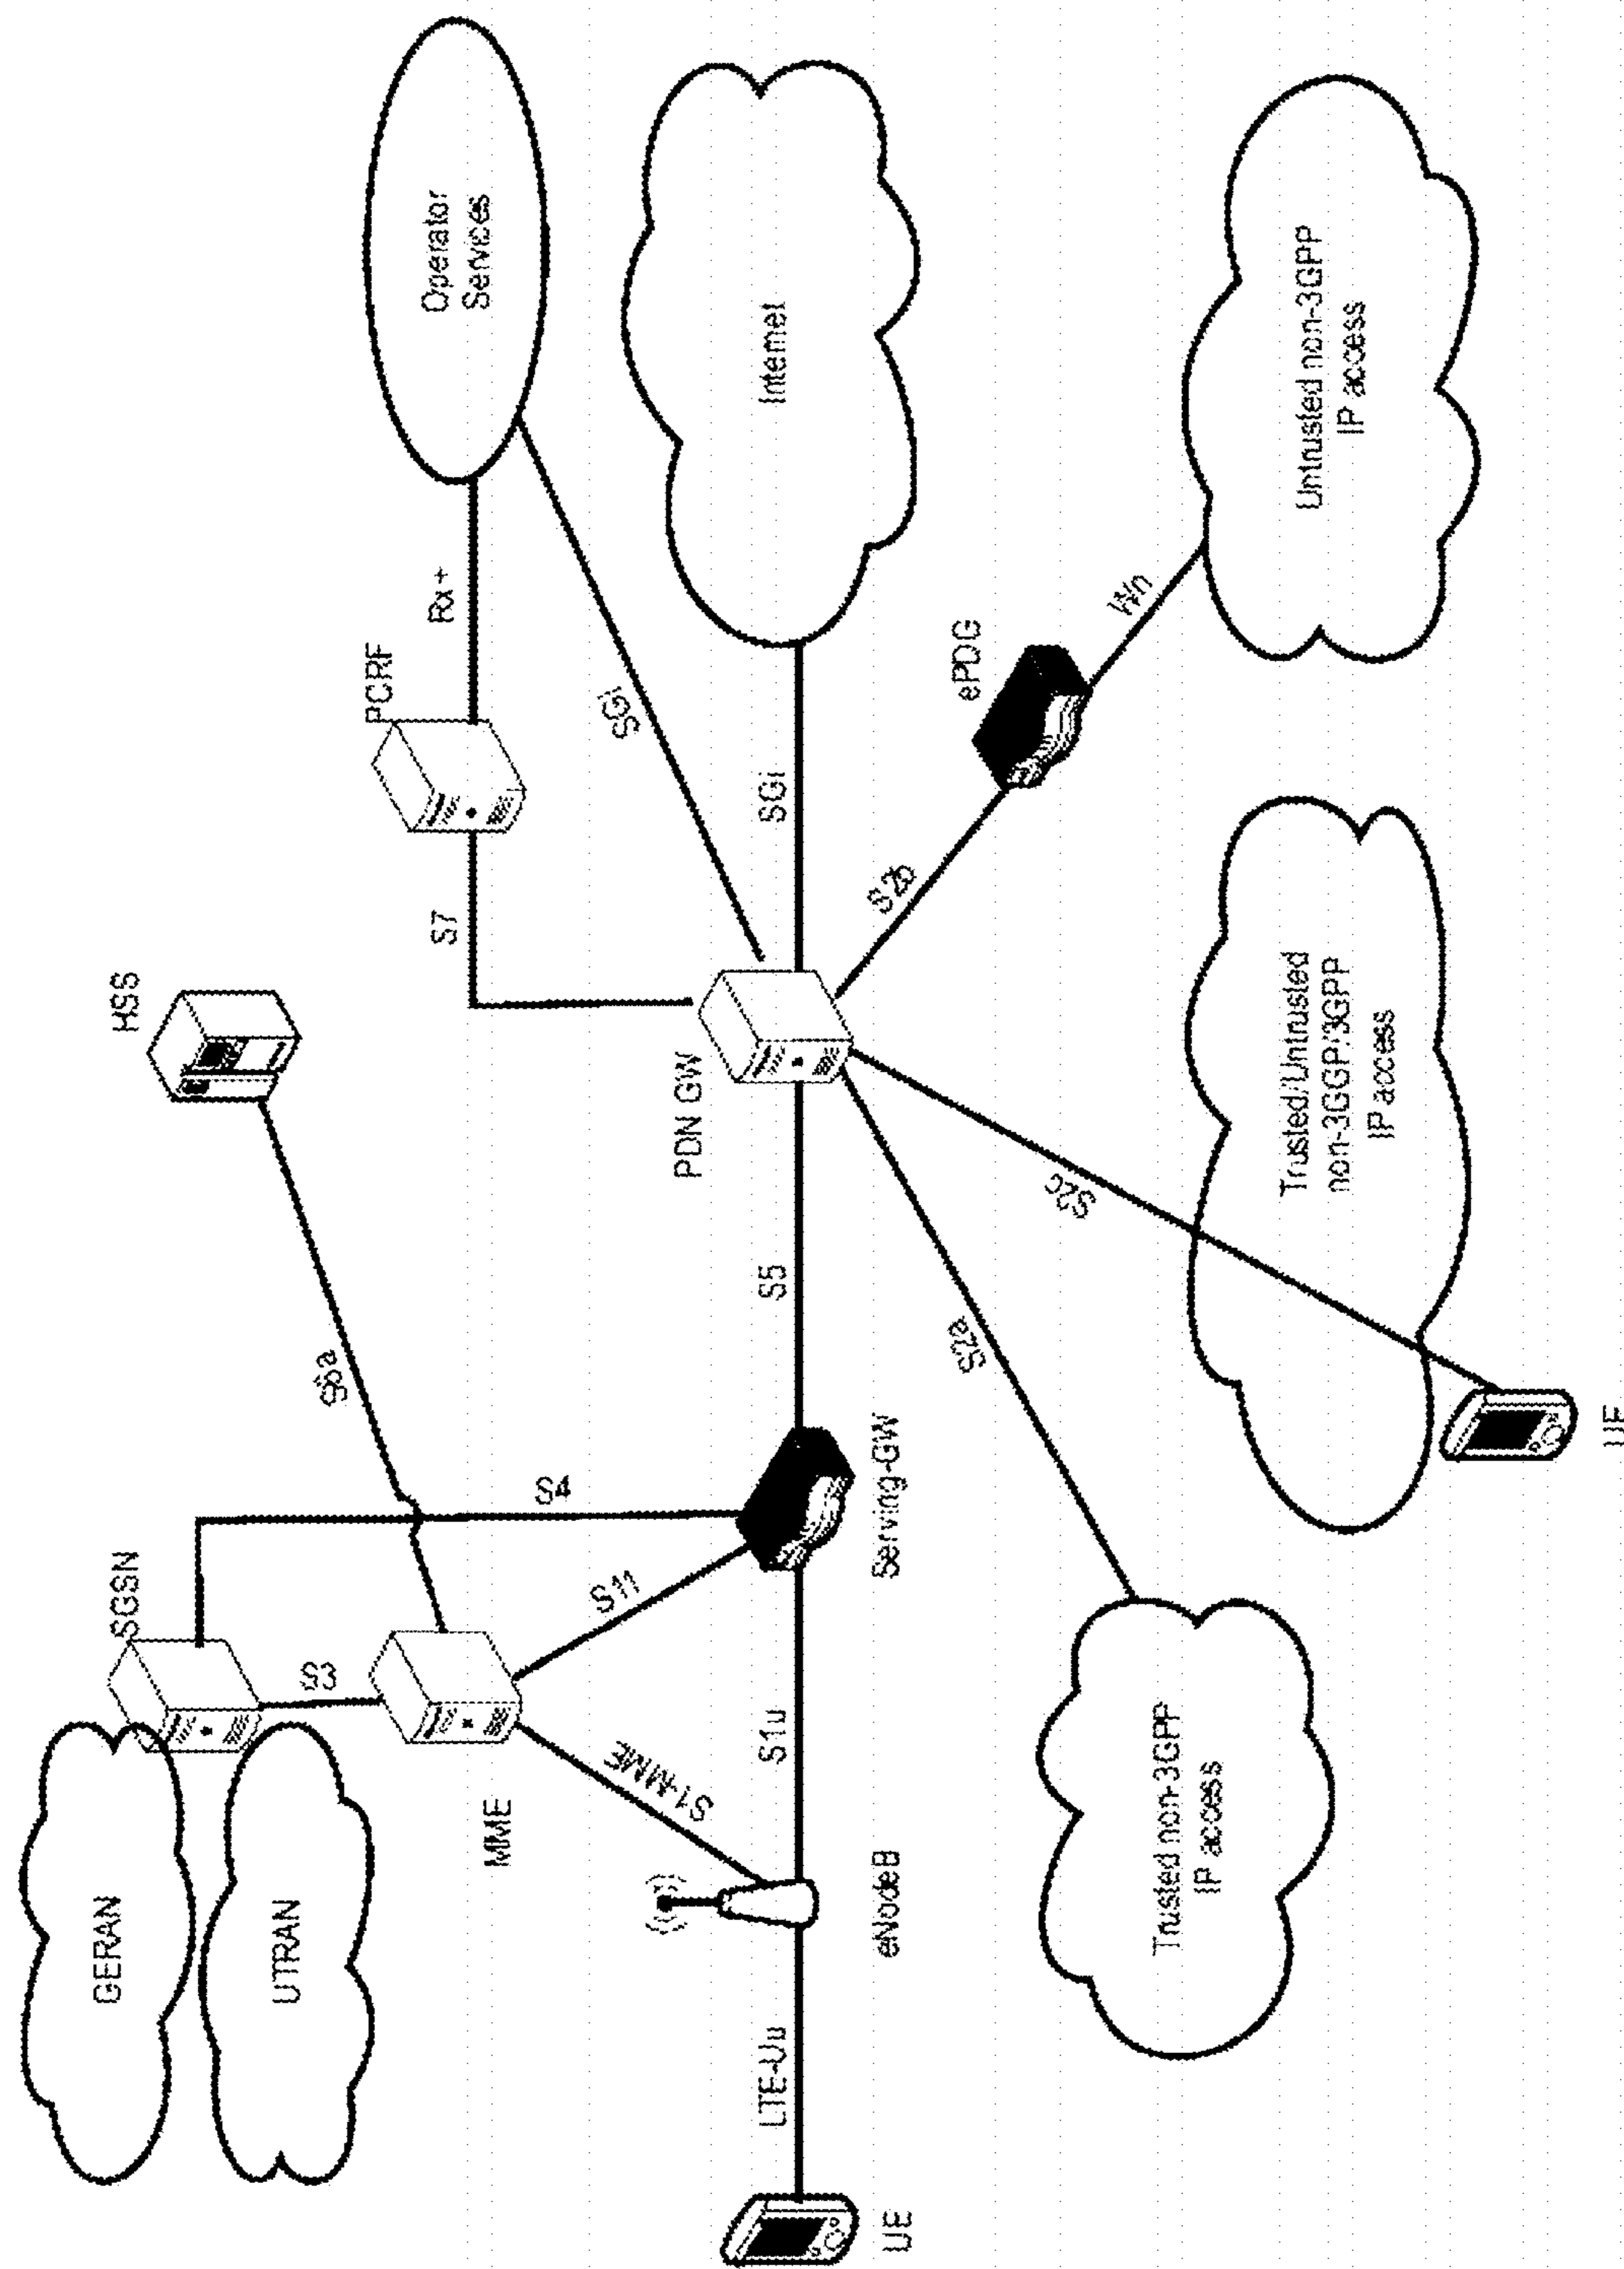 GERAN
UTRAN
SGSN
HSS
S3
S6a
S4
MME
S11
S1-MME
S7
PCRF
Rx+
Operator
Services
SGi
PDN GW
UE
LTE-Uu
eNodeB
S1u
Serving-GW
S5
SGi
Internet
S2a
S2c
S2b
ePDG
Wn
Trusted non-3GPP
IP access
Trusted/Untrusted
non-3GGP/3GPP
IP access
Untrusted non-3GPP
IP access
UE